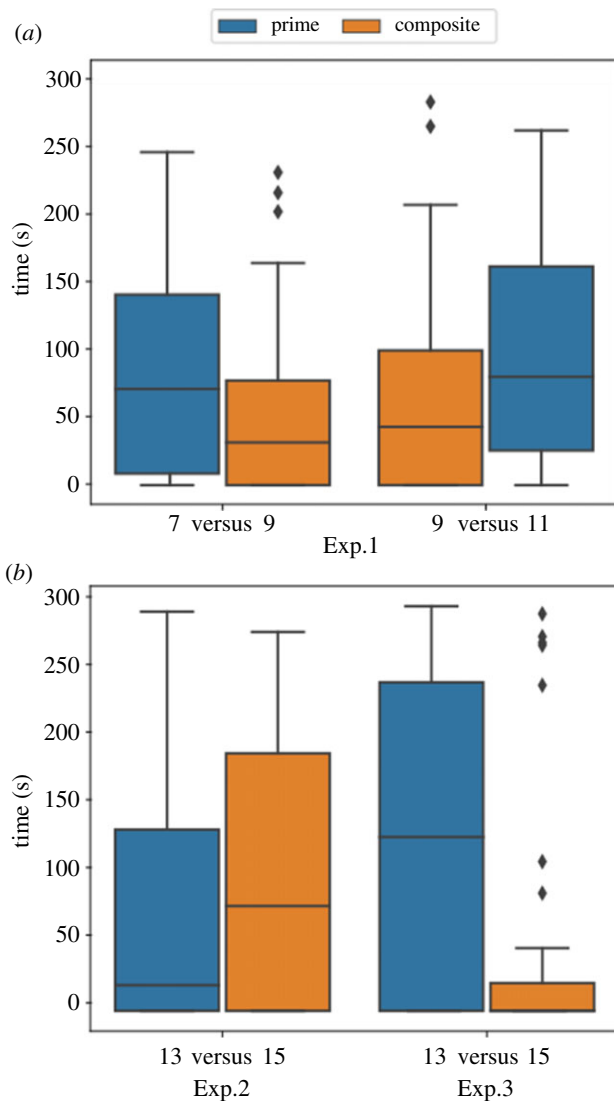 (a)
prime composite
300
250
200
150
100
50
0
time (s)
7 versus 9 9 versus 11
Exp.1
(b)
300
250
200
150
100
50
0
time (s)
13 versus 15 13 versus 15
Exp.2 Exp.3